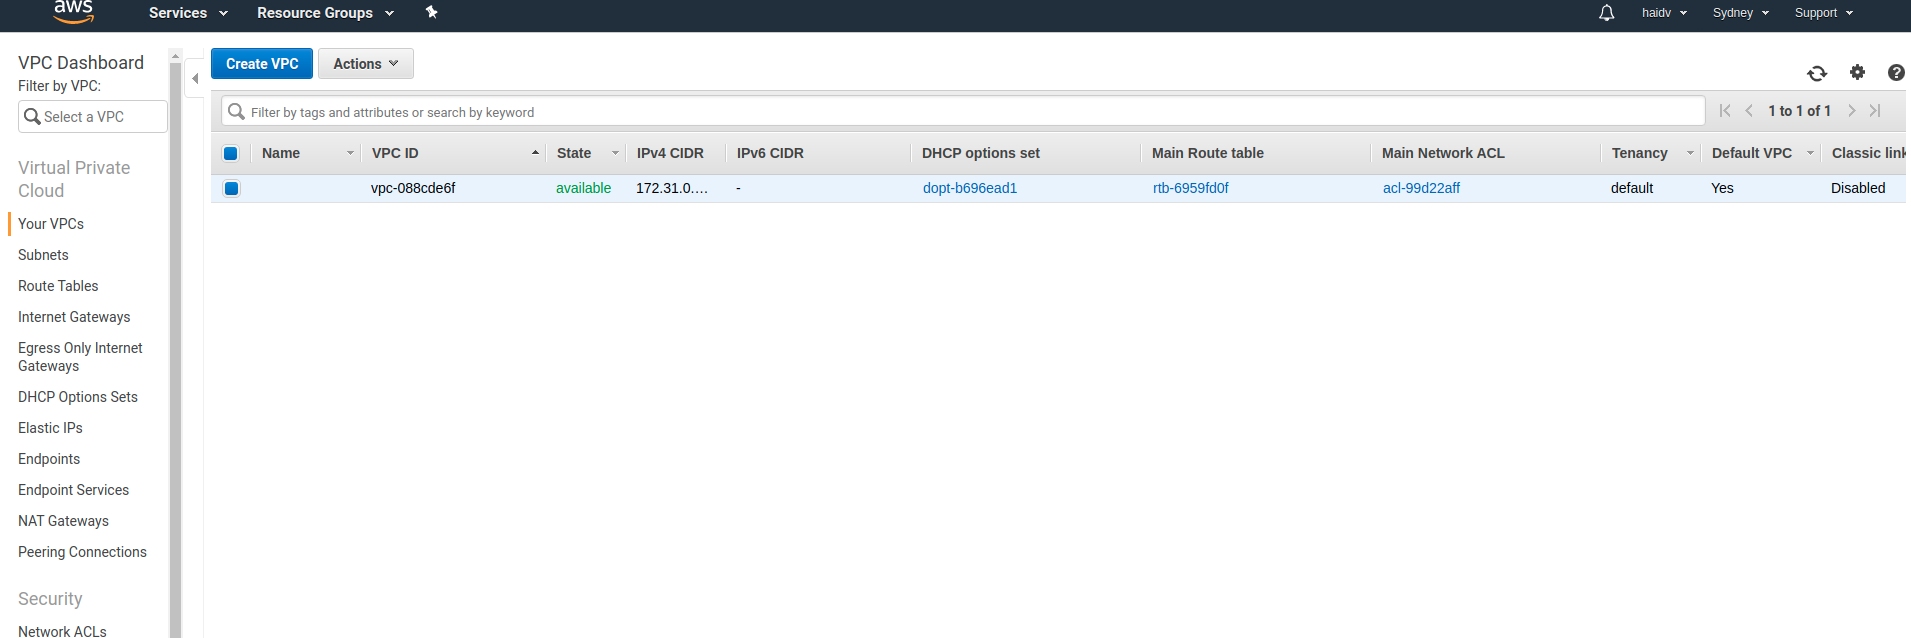 aws Services Resource Groups haidv Sydney Support
VPC Dashboard
Filter by VPC:
Select a VPC
Virtual Private
Cloud
Your VPCs
Subnets
Route Tables
Internet Gateways
Egress Only Internet
Gateways
DHCP Options Sets
Elastic IPs
Endpoints
Endpoint Services
NAT Gateways
Peering Connections
Security
Network ACLs
Create VPC Actions
Filter by tags and attributes or search by keyword 1 to 1 of 1
Name VPC ID State IPv4 CIDR IPv6 CIDR DHCP options set Main Route table Main Network ACL Tenancy Default VPC Classic link
vpc-088cde6f available 172.31.0.... - dopt-b696ead1 rtb-6959fd0f acl-99d22aff default Yes Disabled